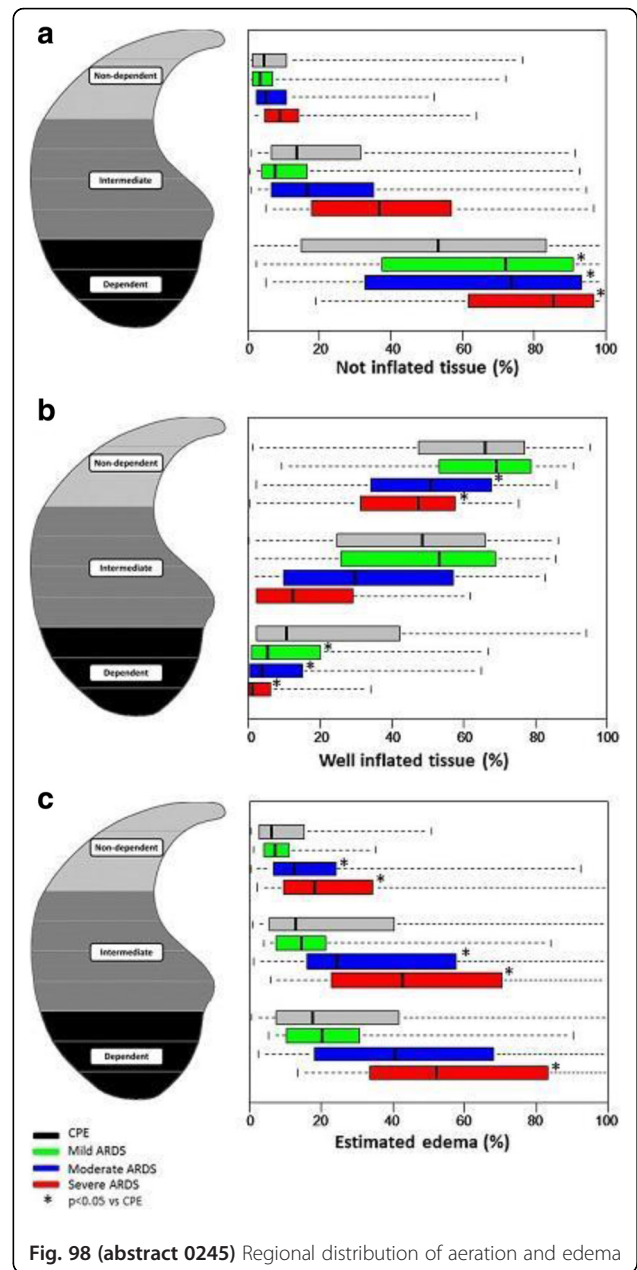 a
Non-dependent
Intermediate
Dependent
* * *
0 20 40 60 80 100
Not inflated tissue (%)
b
Non-dependent
Intermediate
Dependent
* * * * *
0 20 40 60 80 100
Well inflated tissue (%)
c
Non-dependent
Intermediate
Dependent
* * * * *
0 20 40 60 80 100
Estimated edema (%)
CPE
Mild ARDS
Moderate ARDS
Severe ARDS
* p<0.05 vs CPE
Fig. 98 (abstract 0245) Regional distribution of aeration and edema